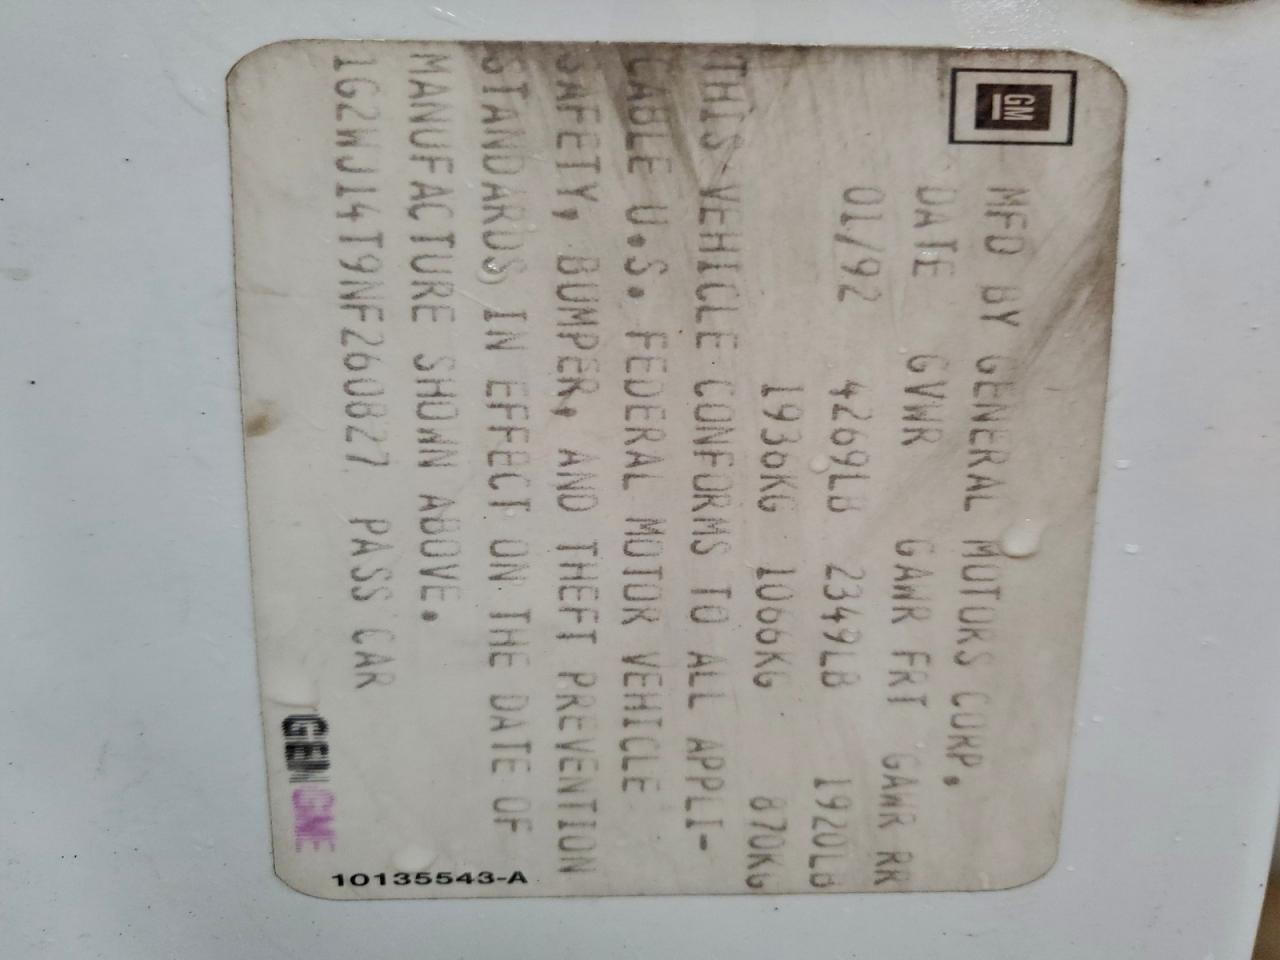 GM
MFD BY GENERAL MOTORS CORP.
DATE GVWR GAWR FRT GAWR RR
01/92 4269LB 2349LB 1920LB
1936KG 1066KG 870KG
THIS VEHICLE CONFORMS TO ALL APPLI-
CABLE U.S. FEDERAL MOTOR VEHICLE
SAFETY, BUMPER, AND THEFT PREVENTION
STANDARDS IN EFFECT ON THE DATE OF
MANUFACTURE SHOWN ABOVE.
1G2WJ14T9NF260827 PASS CAR
10135543-A